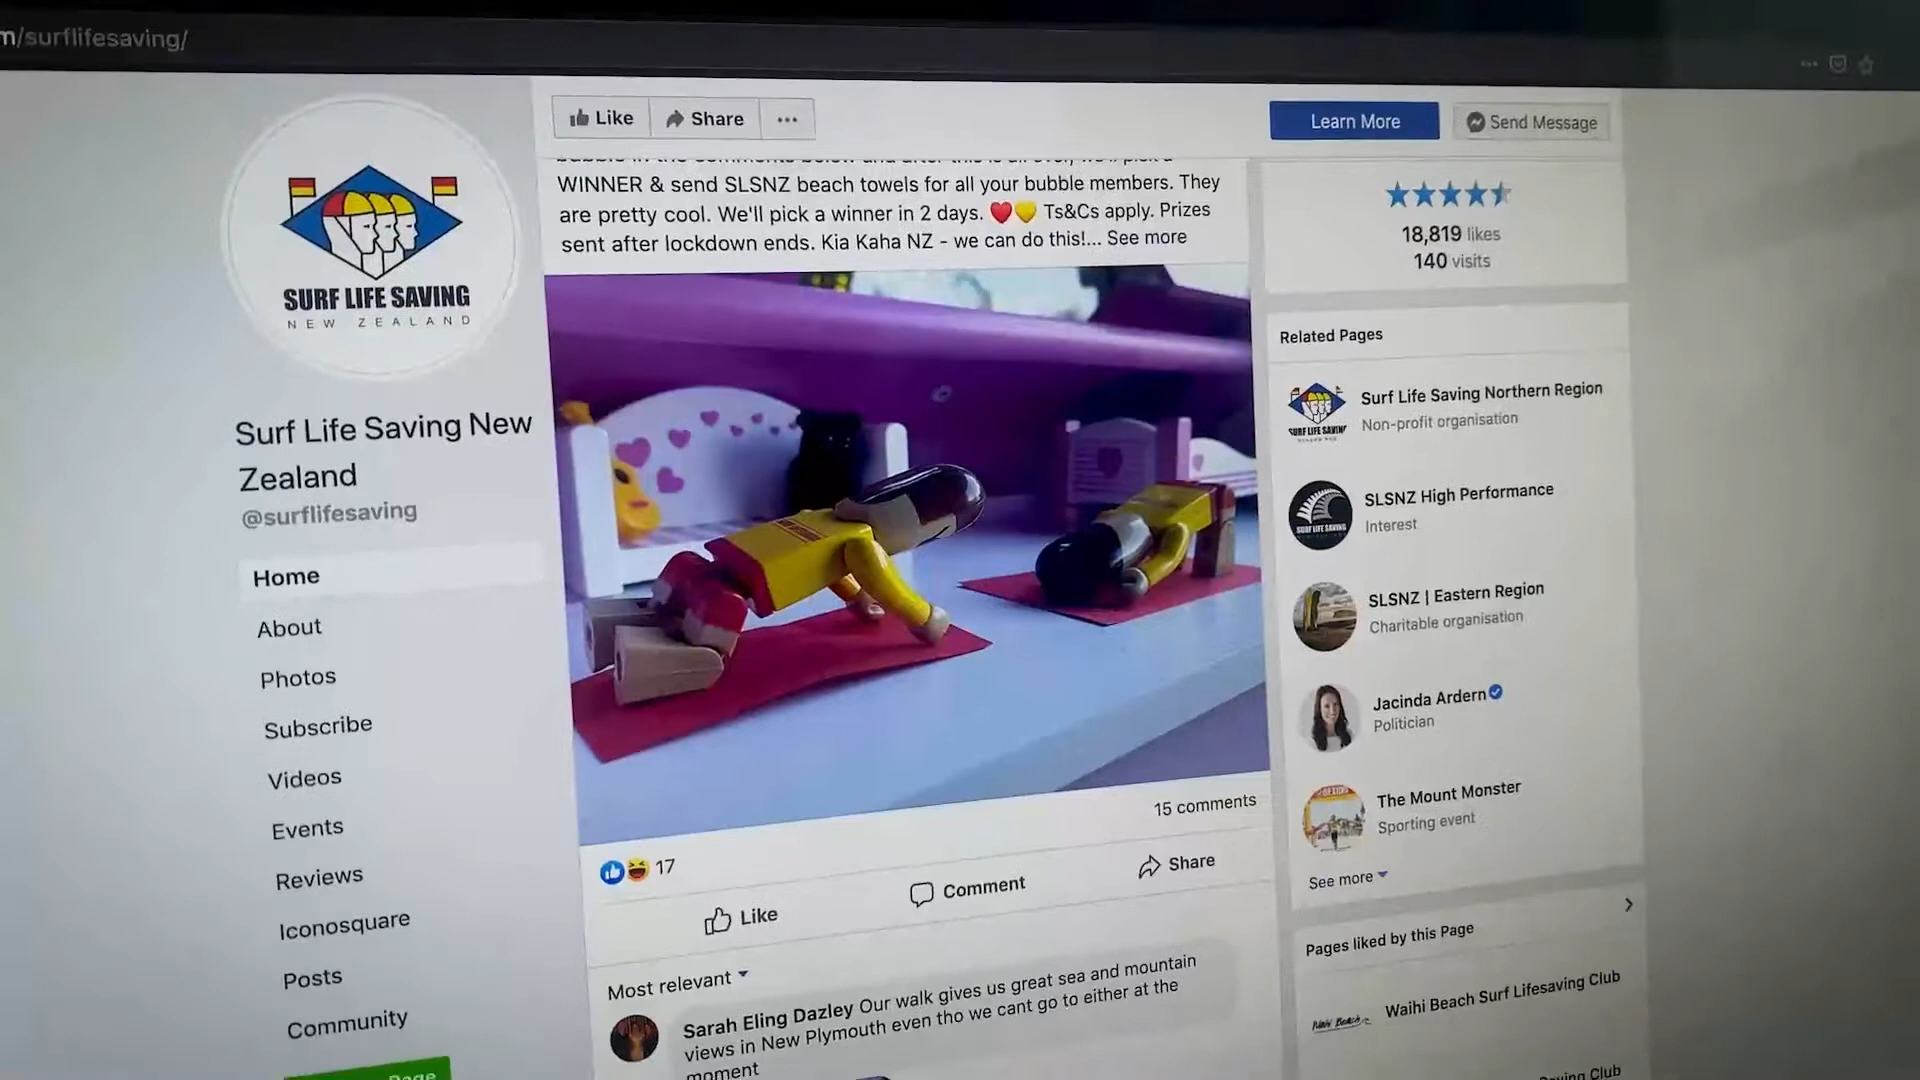 m/surflifesaving/
Like
Share
Learn More
Send Message
SURF LIFE SAVING
NEW ZEALAND
Surf Life Saving New
Zealand
@surflifesaving
Home
About
Photos
Subscribe
Videos
Events
Reviews
Iconosquare
Posts
Community
Page
WINNER & send SLSNZ beach towels for all your bubble members. They
are pretty cool. We'll pick a winner in 2 days. ❤️💛 Ts&Cs apply. Prizes
sent after lockdown ends. Kia Kaha NZ - we can do this!... See more
15 comments
17
Like
Comment
Share
Most relevant
Sarah Eling Dazley Our walk gives us great sea and mountain
views in New Plymouth even tho we cant go to either at the
moment
18,819 likes
140 visits
Related Pages
Surf Life Saving Northern Region
Non-profit organisation
SLSNZ High Performance
Interest
SLSNZ | Eastern Region
Charitable organisation
Jacinda Ardern
Politician
The Mount Monster
Sporting event
See more
Pages liked by this Page
Waihi Beach Surf Lifesaving Club
Club